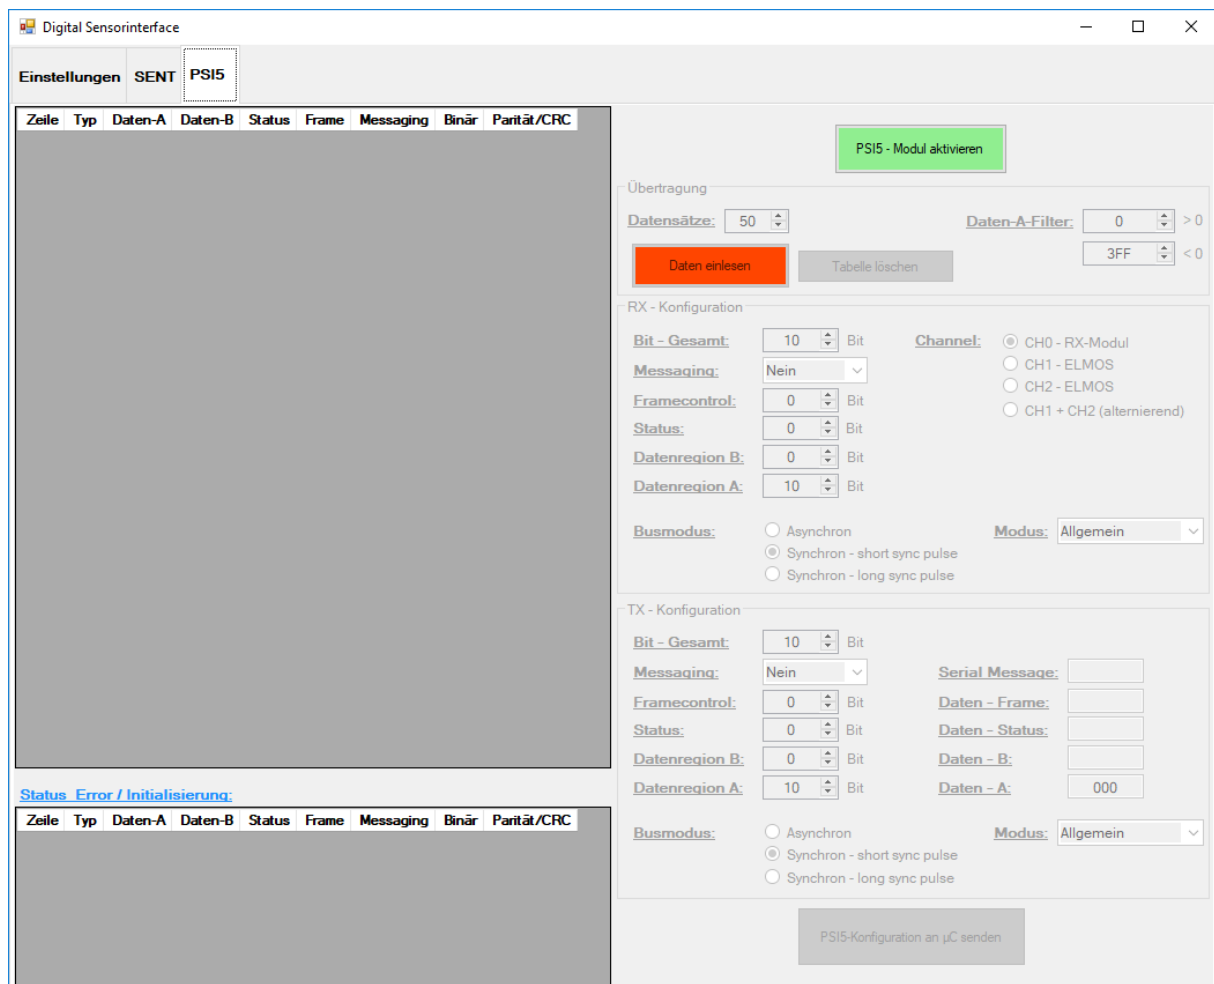 Digital Sensorinterface
Einstellungen SENT PSI5
Zeile Typ Daten-A Daten-B Status Frame Messaging Binär Parität/CRC
PSI5 - Modul aktivieren
Übertragung
Datensätze: 50 Daten-A-Filter: 0 > 0
3FF < 0
Daten einlesen Tabelle löschen
RX - Konfiguration
Bit - Gesamt: 10 Bit Channel: CH0 - RX-Modul
Messaging: Nein CH1 - ELMOS
CH2 - ELMOS
Framecontrol: 0 Bit CH1 + CH2 (alternierend)
Status: 0 Bit
Datenregion B: 0 Bit
Datenregion A: 10 Bit
Busmodus: Asynchron Modus: Allgemein
Synchron - short sync pulse
Synchron - long sync pulse
TX - Konfiguration
Bit - Gesamt: 10 Bit
Messaging: Nein Serial Message:
Framecontrol: 0 Bit Daten - Frame:
Status: 0 Bit Daten - Status:
Datenregion B: 0 Bit Daten - B:
Datenregion A: 10 Bit Daten - A: 000
Busmodus: Asynchron Modus: Allgemein
Synchron - short sync pulse
Synchron - long sync pulse
PSI5-Konfiguration an µC senden
Status Error / Initialisierung:
Zeile Typ Daten-A Daten-B Status Frame Messaging Binär Parität/CRC